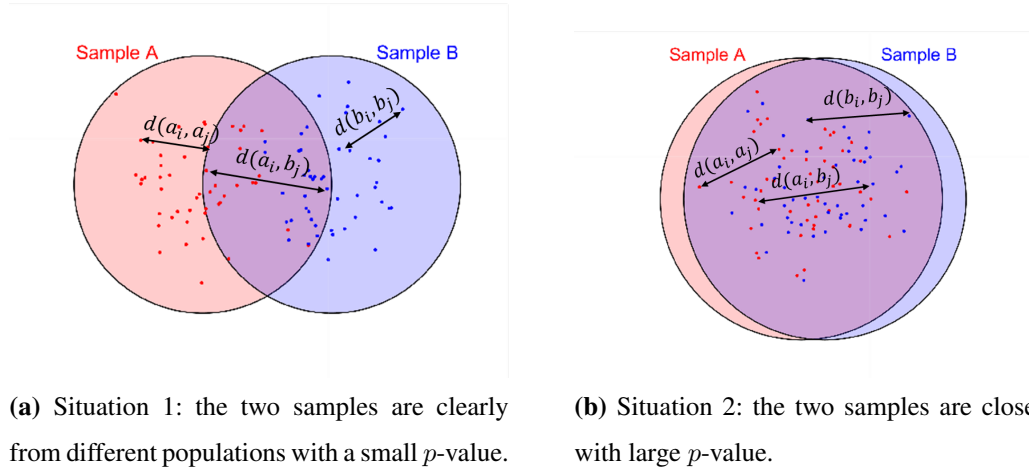 Sample A
Sample B
d(a_i, a_j)
d(b_i, b_j)
d(a_i, b_j)
Sample A
Sample B
d(b_i, b_j)
d(a_i, a_j)
d(a_i, b_j)
(a) Situation 1: the two samples are clearly
from different populations with a small p-value.
(b) Situation 2: the two samples are close
with large p-value.